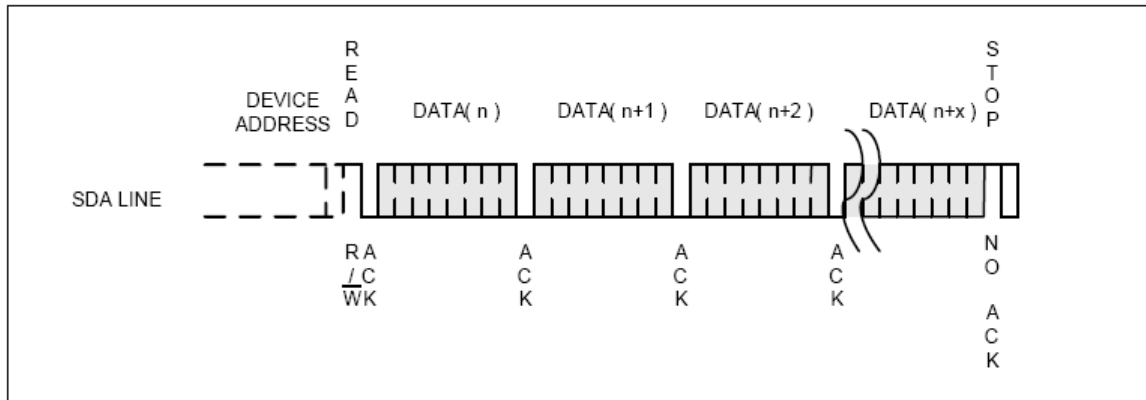 READ
STOP
DEVICE
ADDRESS
DATA( n )
DATA( n+1 )
DATA( n+2 )
DATA( n+x )
SDA LINE
R/W
ACK
ACK
ACK
ACK
NO ACK